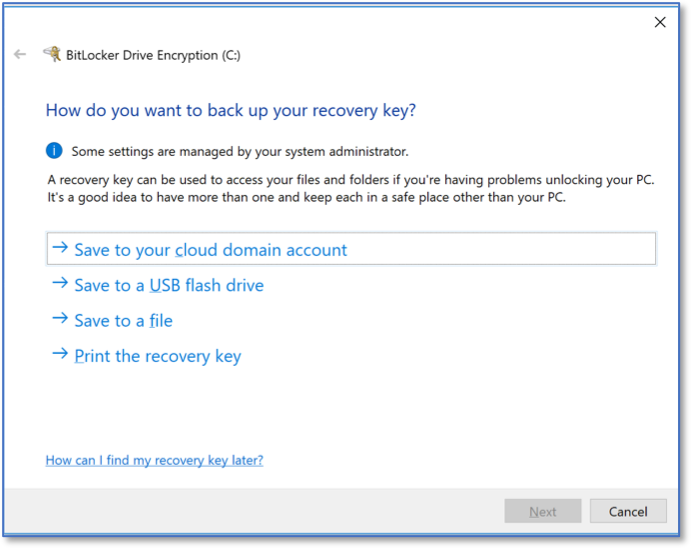 BitLocker Drive Encryption (C:)
How do you want to back up your recovery key?
Some settings are managed by your system administrator.
A recovery key can be used to access your files and folders if you're having problems unlocking your PC.
It's a good idea to have more than one and keep each in a safe place other than your PC.
Save to your cloud domain account
Save to a USB flash drive
Save to a file
Print the recovery key
How can I find my recovery key later?
Next
Cancel